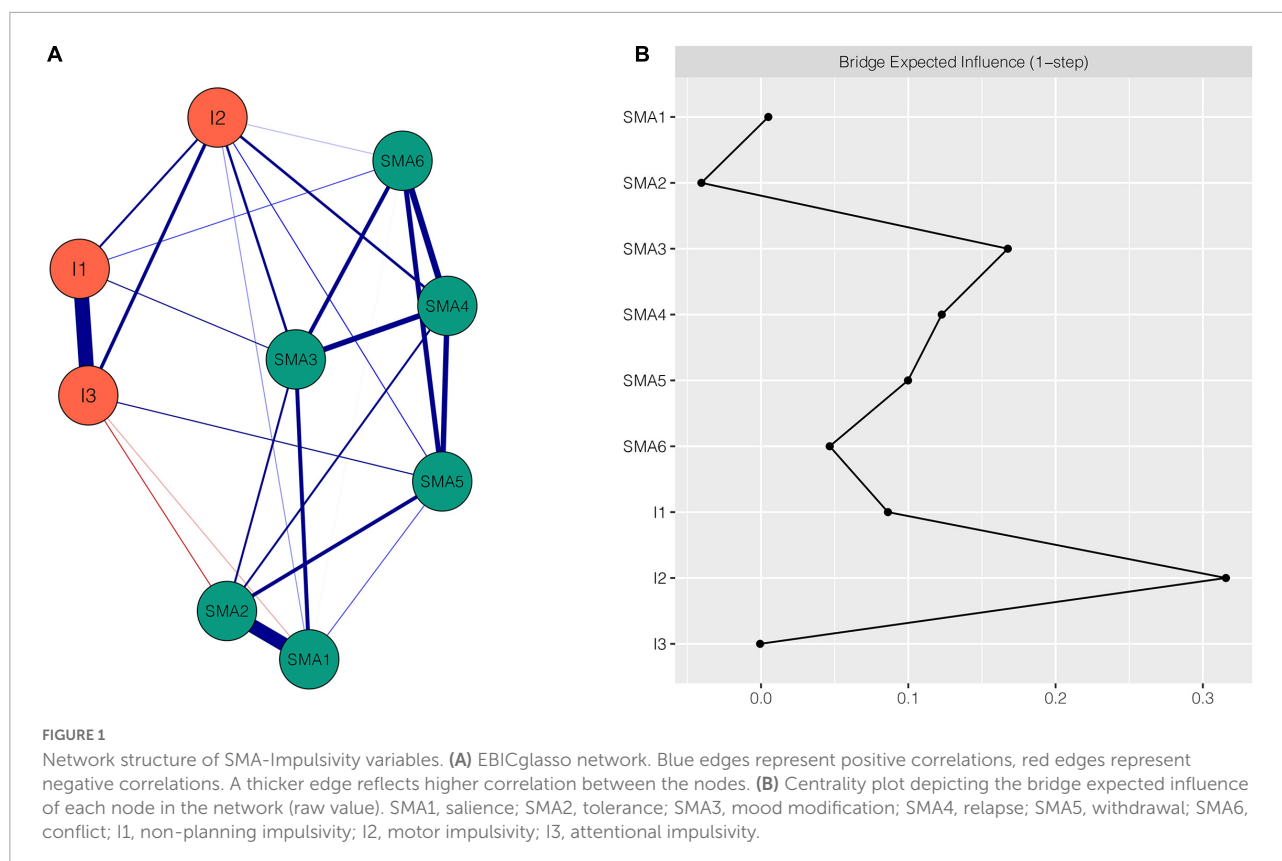 A
I2
SMA6
I1
SMA4
SMA3
I3
SMA5
SMA2
SMA1
B
Bridge Expected Influence (1−step)
SMA1
SMA2
SMA3
SMA4
SMA5
SMA6
I1
I2
I3
0.0 0.1 0.2 0.3
FIGURE 1
Network structure of SMA-Impulsivity variables. (A) EBICglasso network. Blue edges represent positive correlations, red edges represent
negative correlations. A thicker edge reflects higher correlation between the nodes. (B) Centrality plot depicting the bridge expected influence
of each node in the network (raw value). SMA1, salience; SMA2, tolerance; SMA3, mood modification; SMA4, relapse; SMA5, withdrawal; SMA6,
conflict; I1, non-planning impulsivity; I2, motor impulsivity; I3, attentional impulsivity.